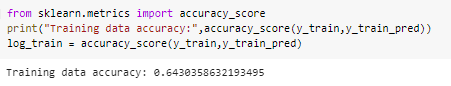 from sklearn.metrics import accuracy_score
print("Training data accuracy:",accuracy_score(y_train,y_train_pred))
log_train = accuracy_score(y_train,y_train_pred)
Training data accuracy: 0.6430358632193495